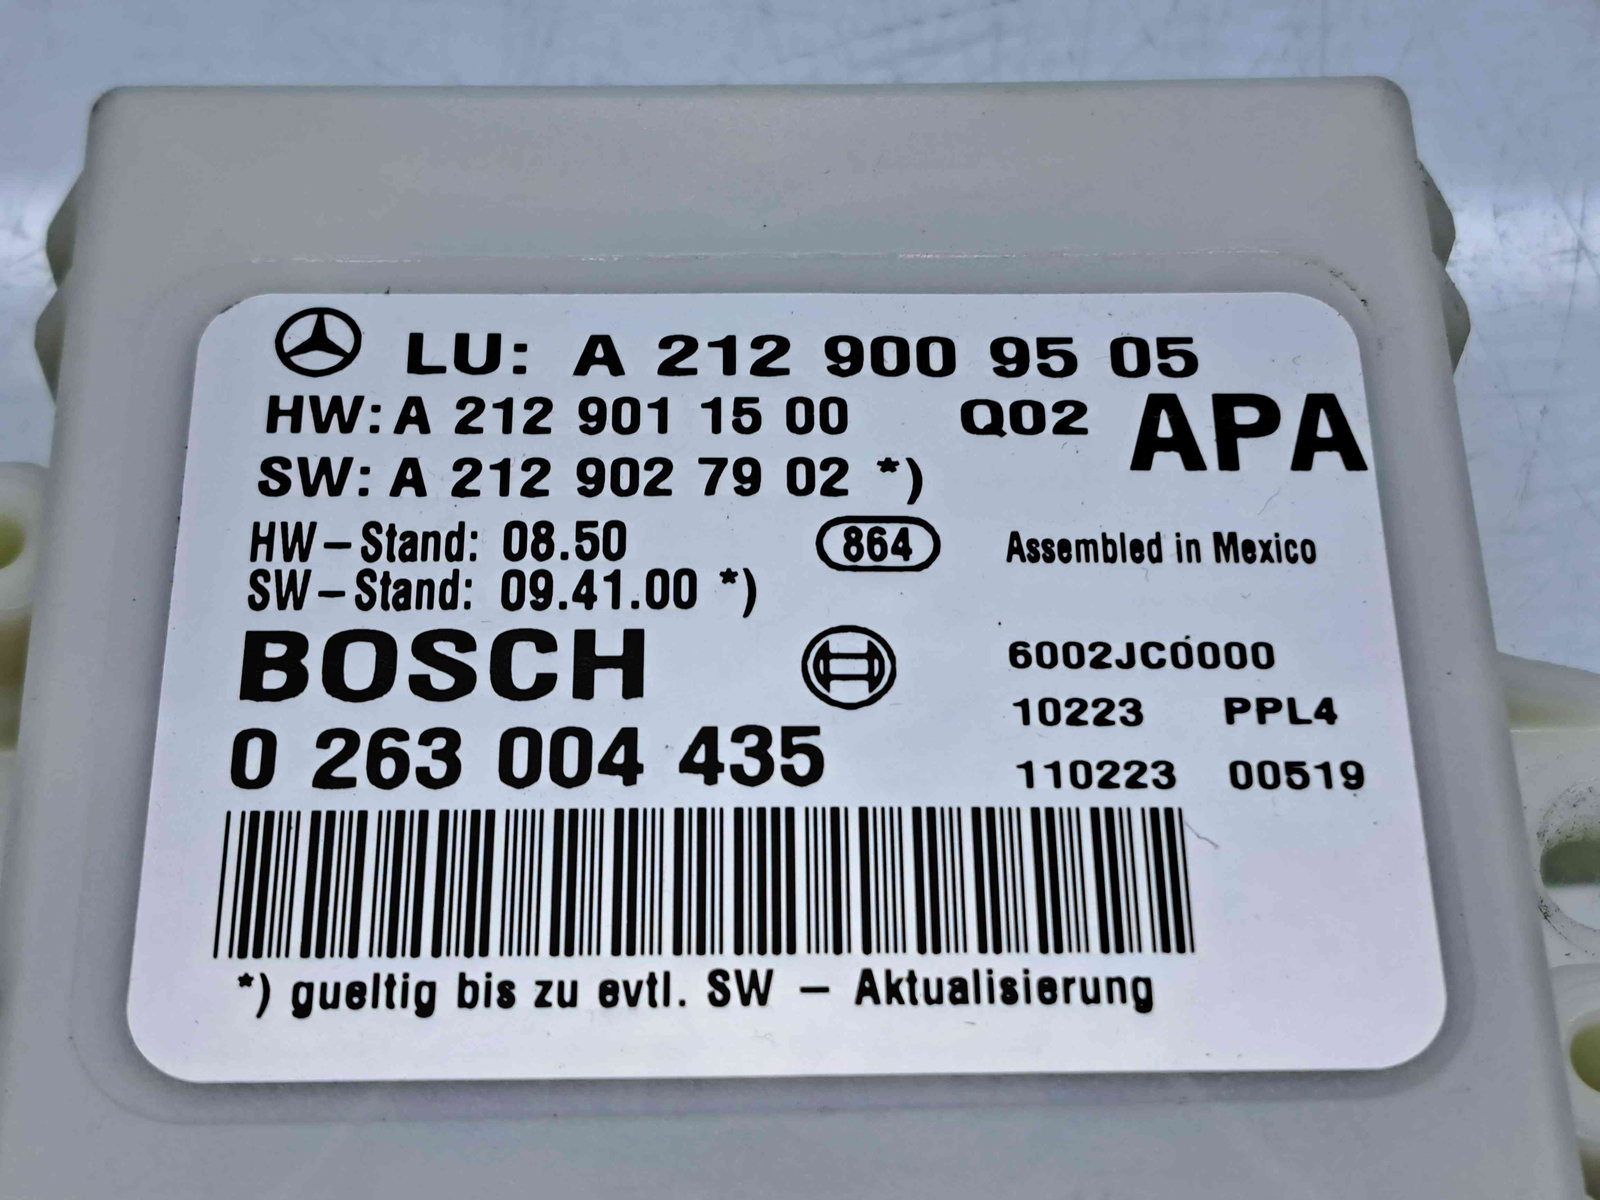 LU: A 212 900 95 05
HW: A 212 901 15 00 Q02 APA
SW: A 212 902 79 02 *)
HW-Stand: 08.50 864 Assembled in Mexico
SW-Stand: 09.41.00 *)
BOSCH 6002JC0000
10223 PPL4
0 263 004 435 110223 00519
*) gueltig bis zu evtl. SW - Aktualisierung